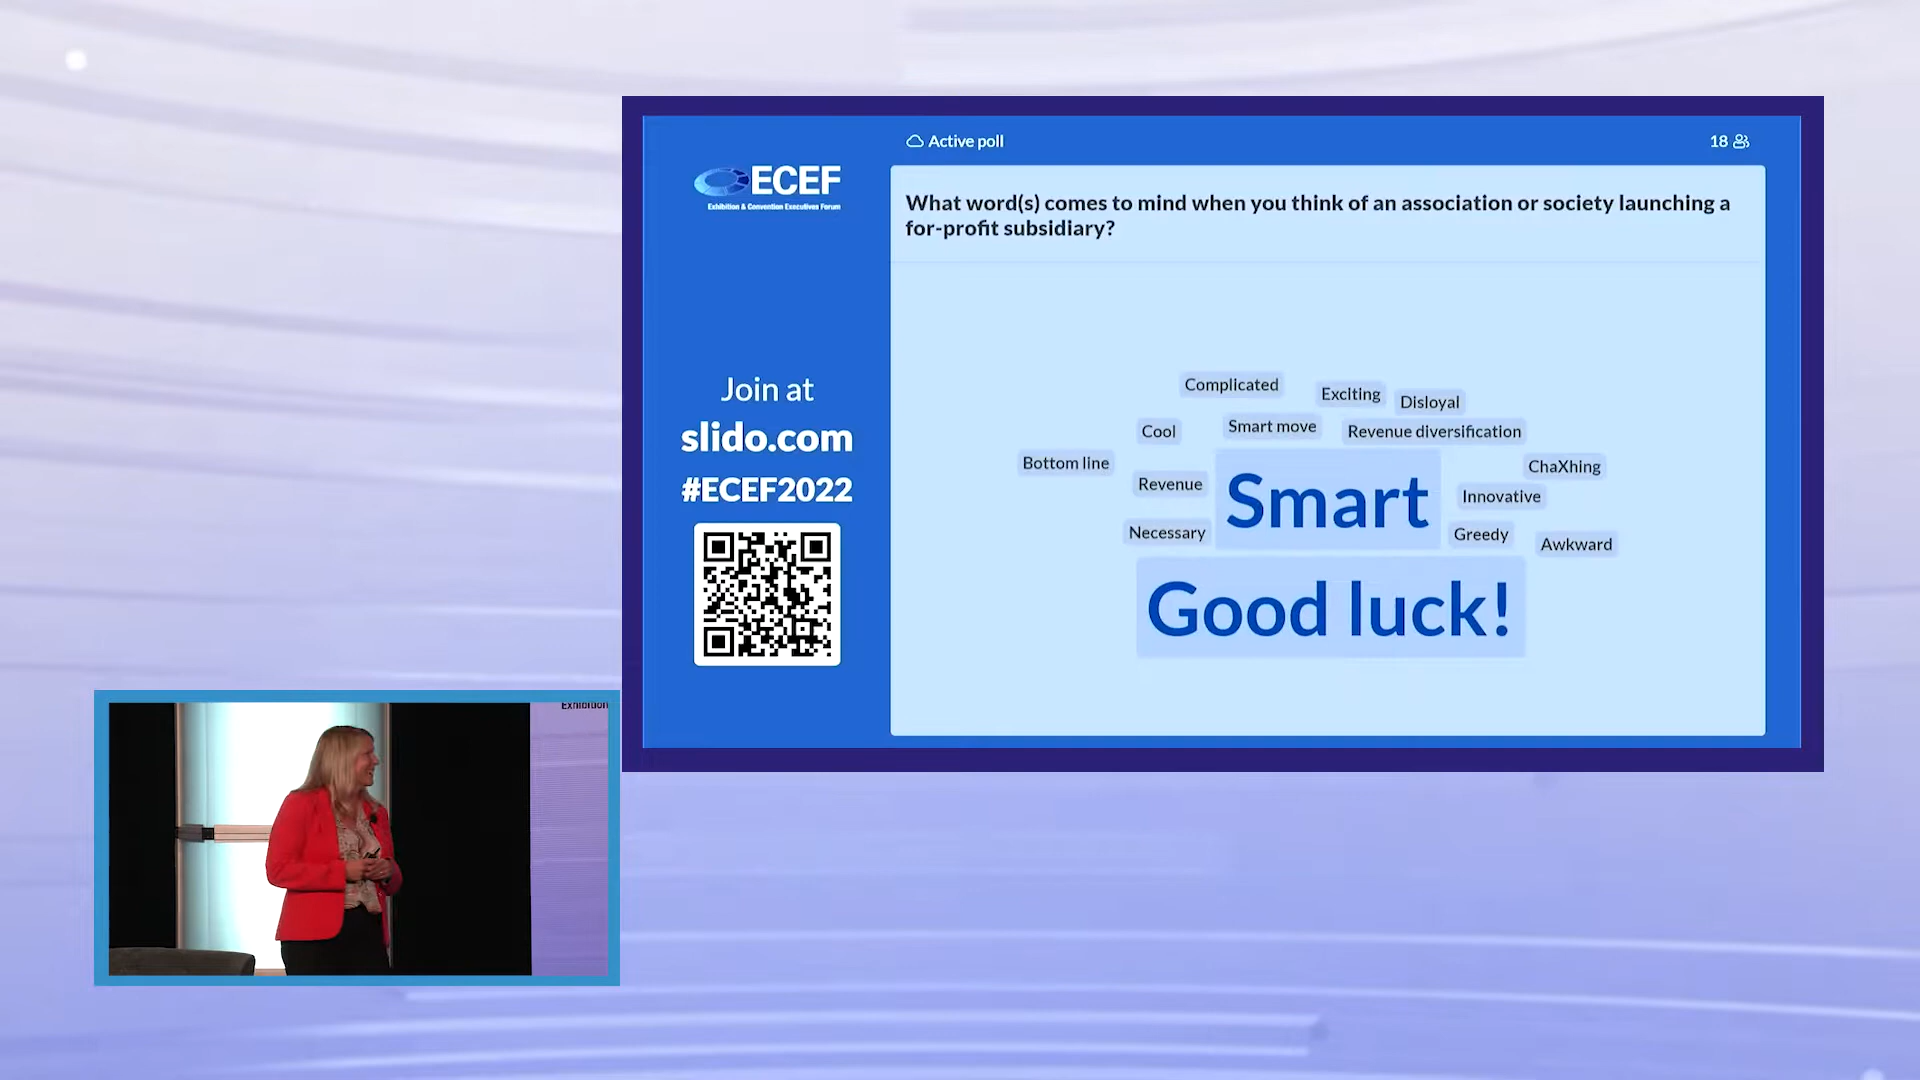 Active poll
18
ECEF
Exhibition & Convention Executives Forum
What word(s) comes to mind when you think of an association or society launching a
for-profit subsidiary?
Join at
slido.com
#ECEF2022
Complicated
Exciting
Disloyal
Cool
Smart move
Revenue diversification
Bottom line
ChaXhing
Revenue
Smart
Innovative
Necessary
Greedy
Awkward
Good luck!
Exhibition